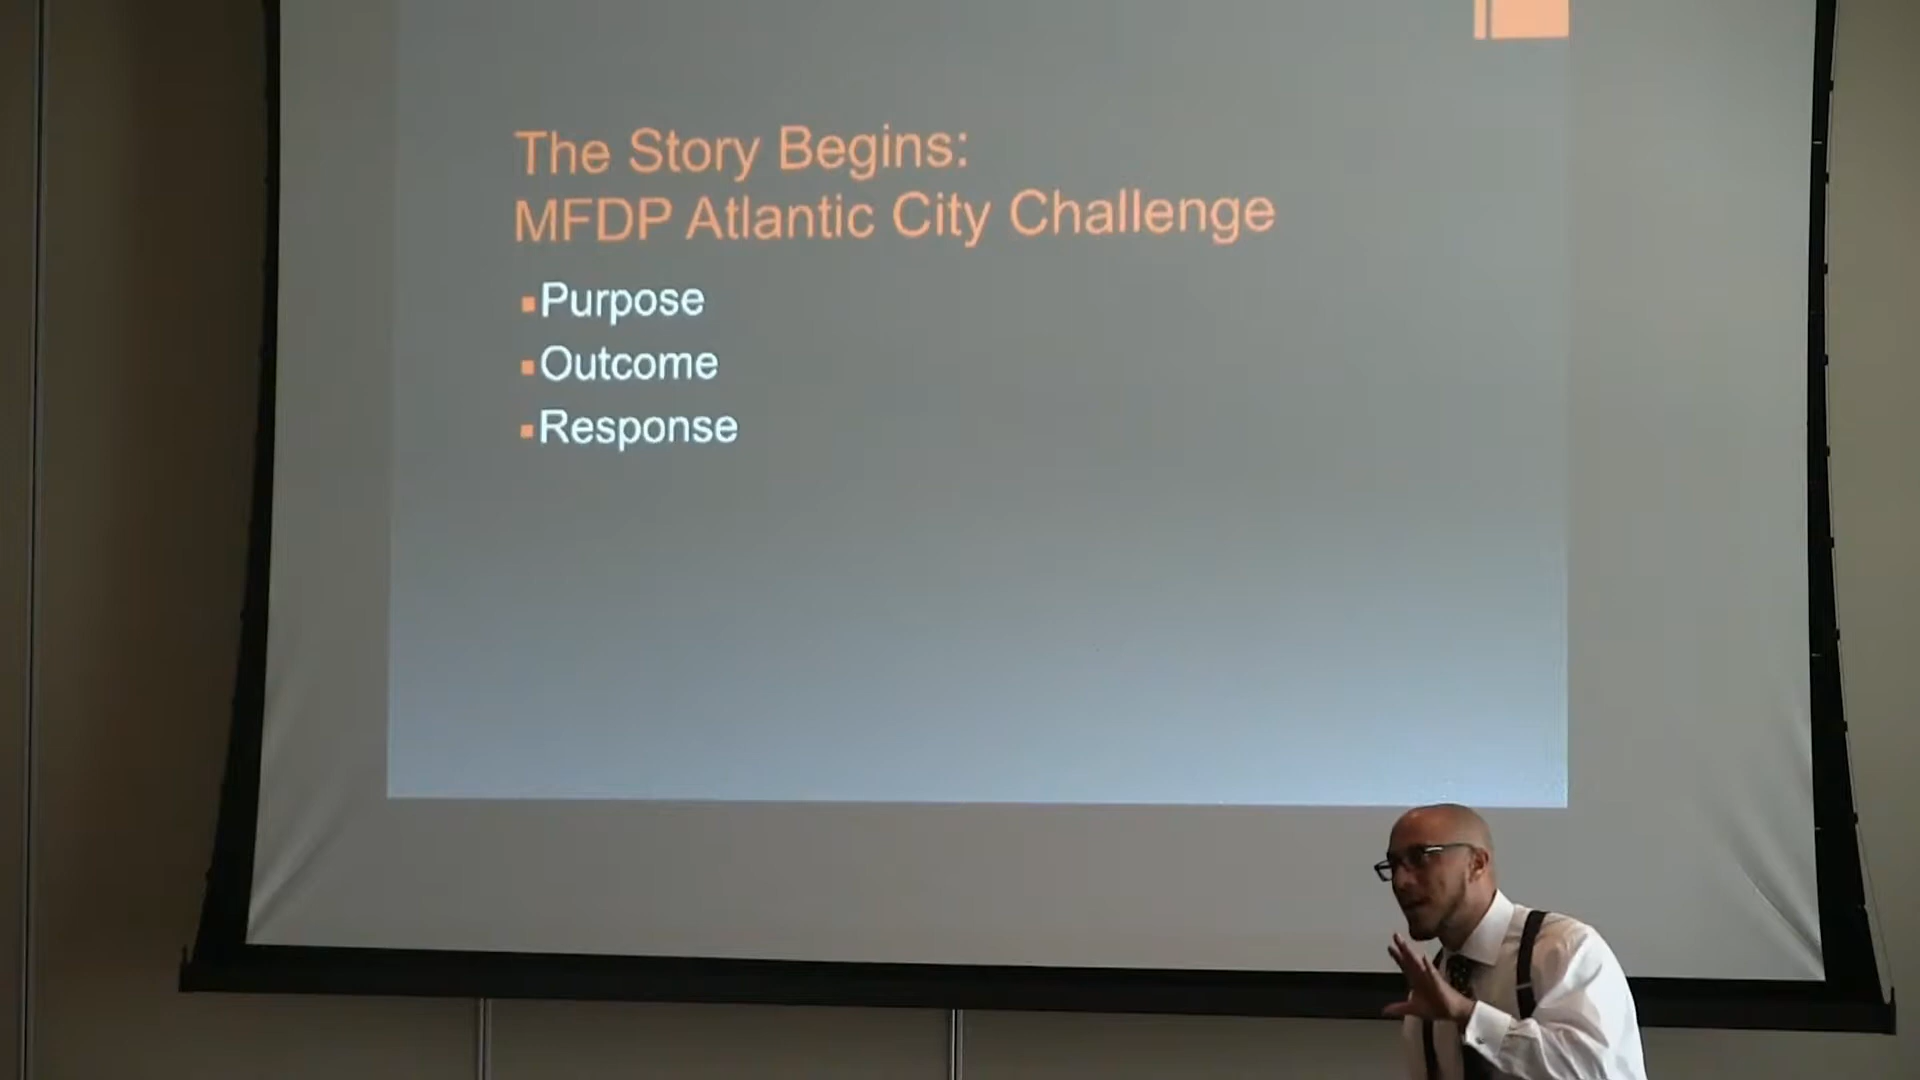 The Story Begins:
MFDP Atlantic City Challenge
Purpose
Outcome
Response